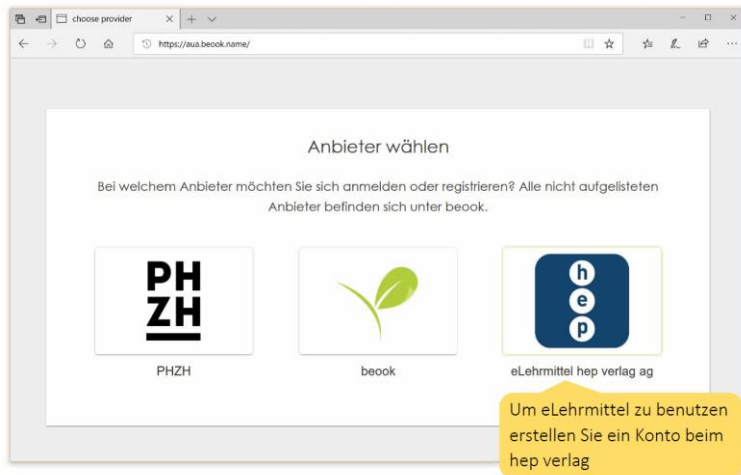 choose provider
https://aua.beook.name/
Anbieter wählen
Bei welchem Anbieter möchten Sie sich anmelden oder registrieren? Alle nicht aufgelisteten
Anbieter befinden sich unter beook.
PH
ZH
h
e
p
PHZH
beook
eLehrmittel hep verlag ag
Um eLehrmittel zu benutzen
erstellen Sie ein Konto beim
hep verlag